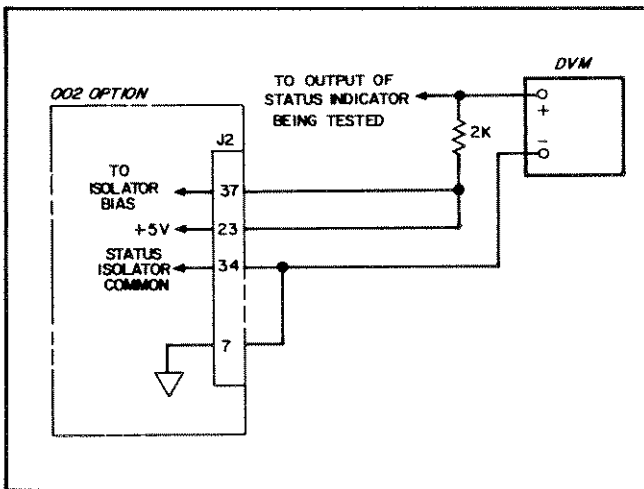 DVM
002 OPTION
TO OUTPUT OF
STATUS INDICATOR
BEING TESTED
+
-
2K
J2
TO
ISOLATOR
BIAS
37
+5V
23
STATUS
ISOLATOR
COMMON
34
7